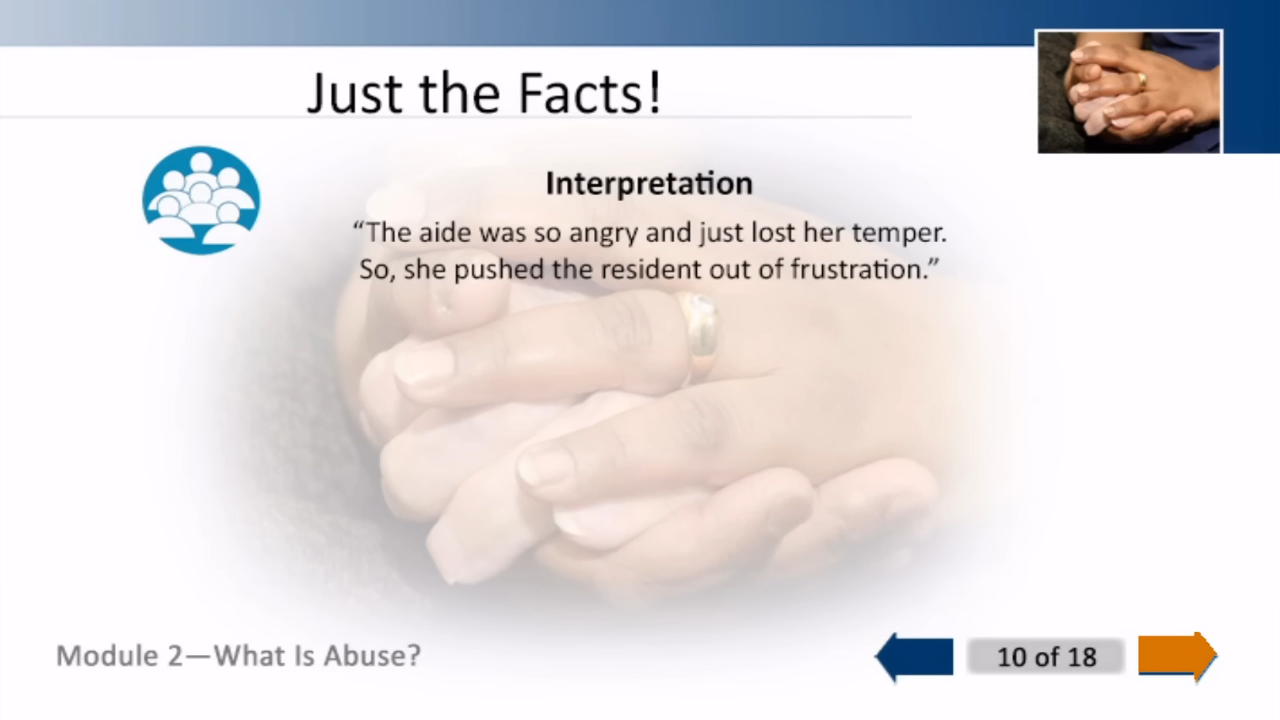 Just the Facts!
Interpretation
“The aide was so angry and just lost her temper.
So, she pushed the resident out of frustration.”
Module 2—What Is Abuse?
10 of 18